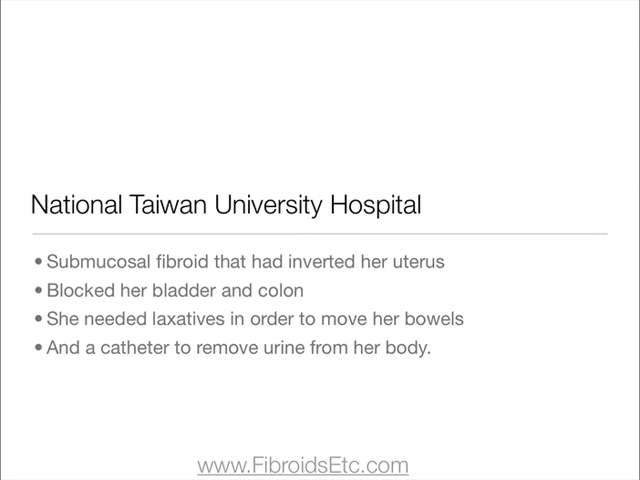 National Taiwan University Hospital
• Submucosal fibroid that had inverted her uterus
• Blocked her bladder and colon
• She needed laxatives in order to move her bowels
• And a catheter to remove urine from her body.
www.FibroidsEtc.com